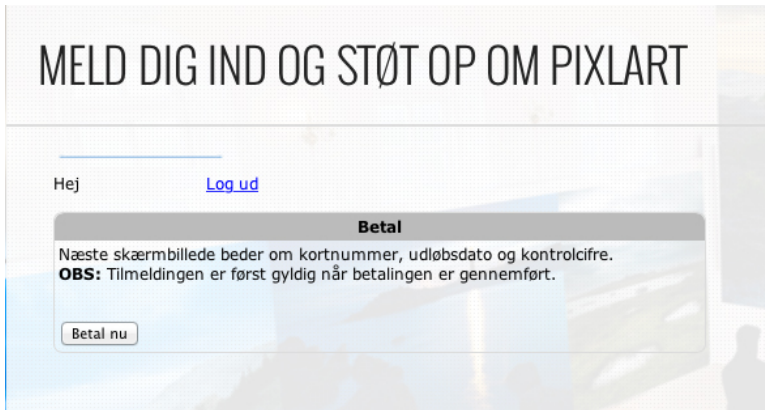 MELD DIG IND OG STØT OP OM PIXLART
Hej Log ud
Betal
Næste skærmbillede beder om kortnummer, udløbsdato og kontrolcifre.
OBS: Tilmeldingen er først gyldig når betalingen er gennemført.
Betal nu